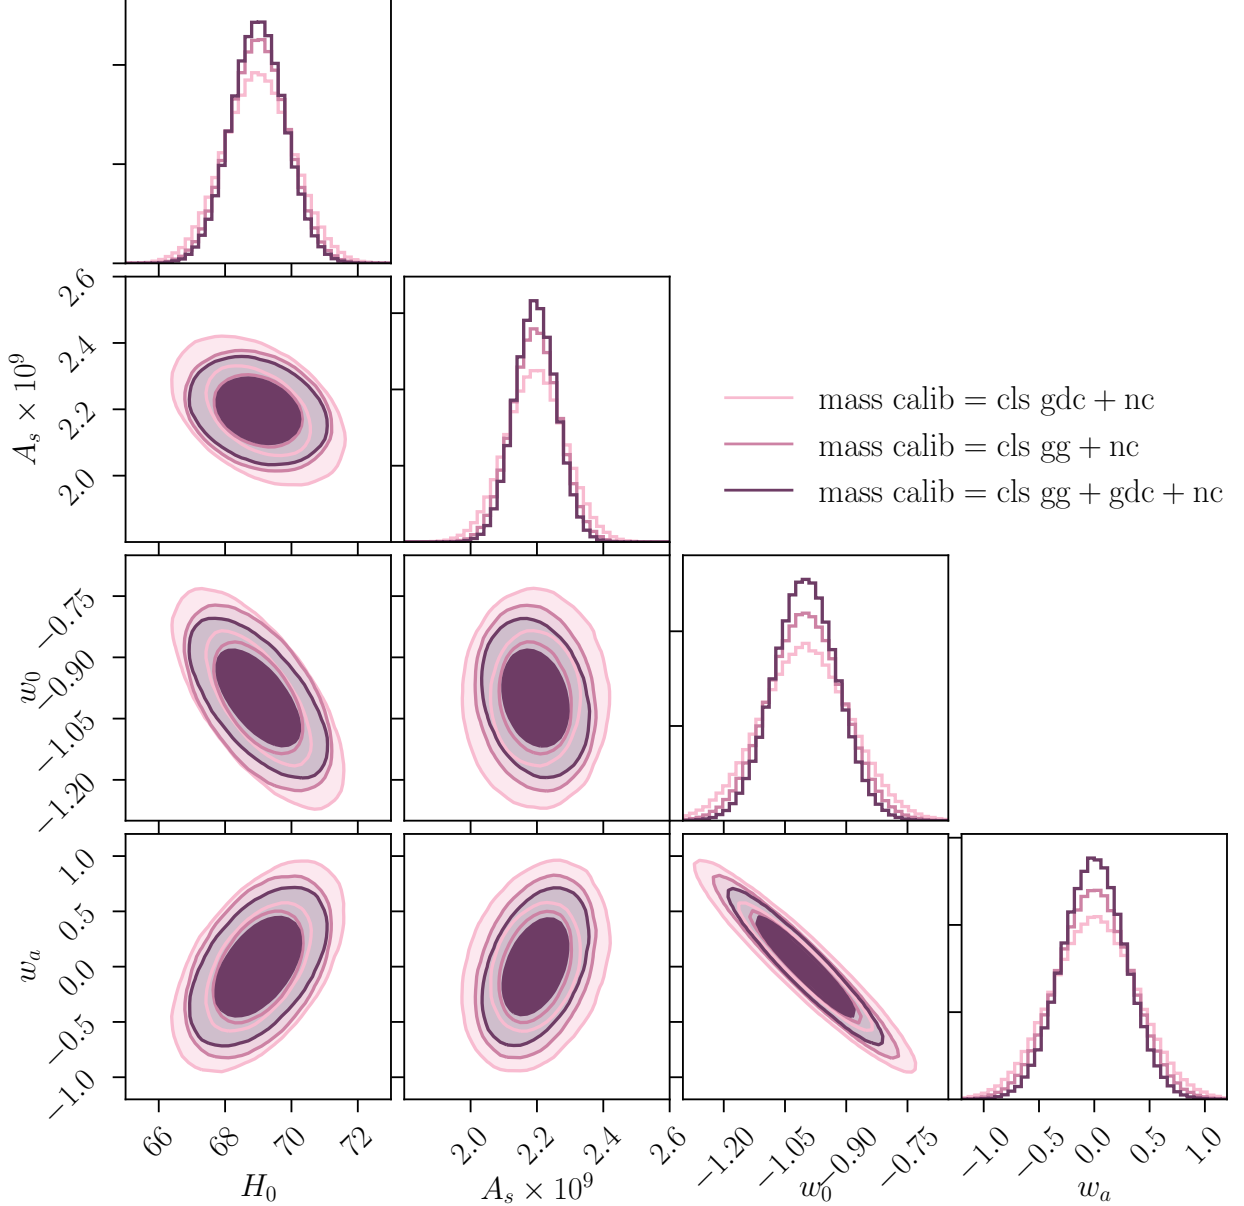 2.6
2.4
2.2
2.0
A_s × 10^9
mass calib = cls gdc + nc
mass calib = cls gg + nc
mass calib = cls gg + gdc + nc
−0.75
−0.90
−1.05
−1.20
w_0
1.0
0.5
0.0
−0.5
−1.0
w_a
66 68 70 72 2.0 2.2 2.4 2.6 −1.20 −1.05 −0.90 −0.75 −1.0 −0.5 0.0 0.5 1.0
H_0 A_s × 10^9 w_0 w_a